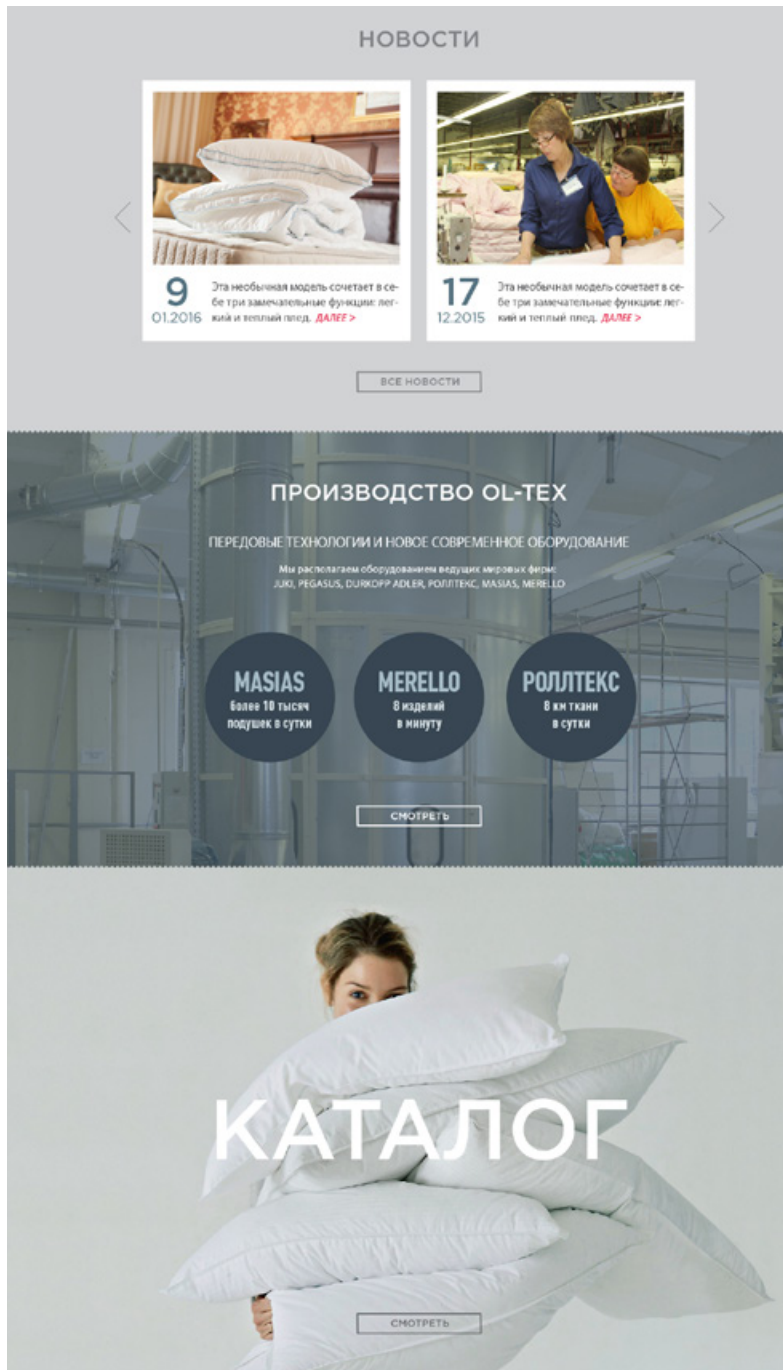 НОВОСТИ
9
01.2016
Эта необычная модель сочетает в се-
бе три замечательные функции: лег-
кий и теплый плед. ДАЛЕЕ >
17
12.2015
Эта необычная модель сочетает в се-
бе три замечательные функции: лег-
кий и теплый плед. ДАЛЕЕ >
ВСЕ НОВОСТИ
ПРОИЗВОДСТВО OL-TEX
ПЕРЕДОВЫЕ ТЕХНОЛОГИИ И НОВОЕ СОВРЕМЕННОЕ ОБОРУДОВАНИЕ
Мы располагаем оборудованием ведущих мировых фирм:
JUKI, PEGASUS, DURKOPP ADLER, РОЛЛТЕКС, MASIAS, MERELLO
MASIAS
более 10 тысяч
подушек в сутки
MERELLO
8 изделий
в минуту
РОЛЛТЕКС
8 км ткани
в сутки
СМОТРЕТЬ
КАТАЛОГ
СМОТРЕТЬ